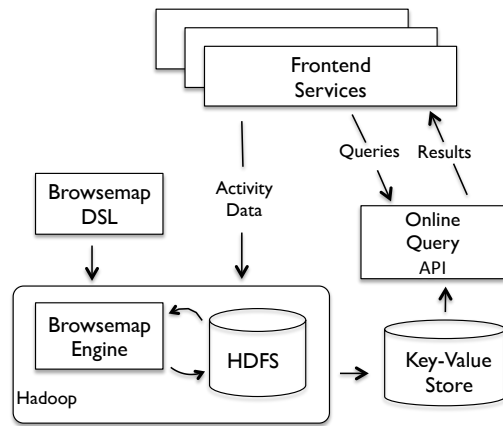 Frontend
Services
Queries
Results
Activity
Data
Browsemap
DSL
Online
Query
API
Browsemap
Engine
HDFS
Key-Value
Store
Hadoop